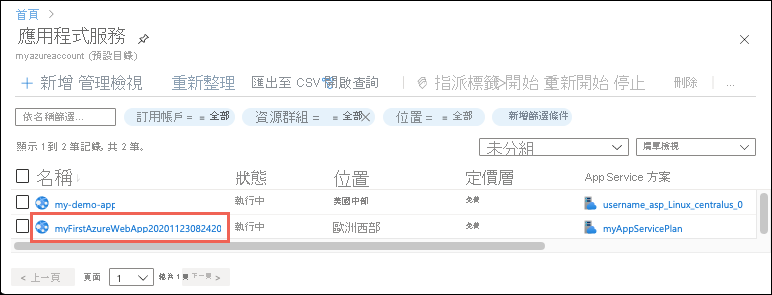 首頁
應用程式服務
myazureaccount (預設目錄)
+ 新增 管理檢視 重新整理 匯出至 CSV 開啟查詢 指派標籤 開始 重新開始 停止 刪除 ...
依名稱篩選... 訂用帳戶 = = 全部 資源群組 = = 全部 位置 = = 全部 新增篩選條件
顯示 1 到 2 筆記錄, 共 2 筆。 未分組 清單檢視
名稱 狀態 位置 定價層 App Service 方案
my-demo-app 執行中 美國中部 免費 username_asp_Linux_centralus_0
myFirstAzureWebApp20201123082420 執行中 歐洲西部 免費 myAppServicePlan
< 上一頁 頁面 1 總共 1 頁 下一頁 >